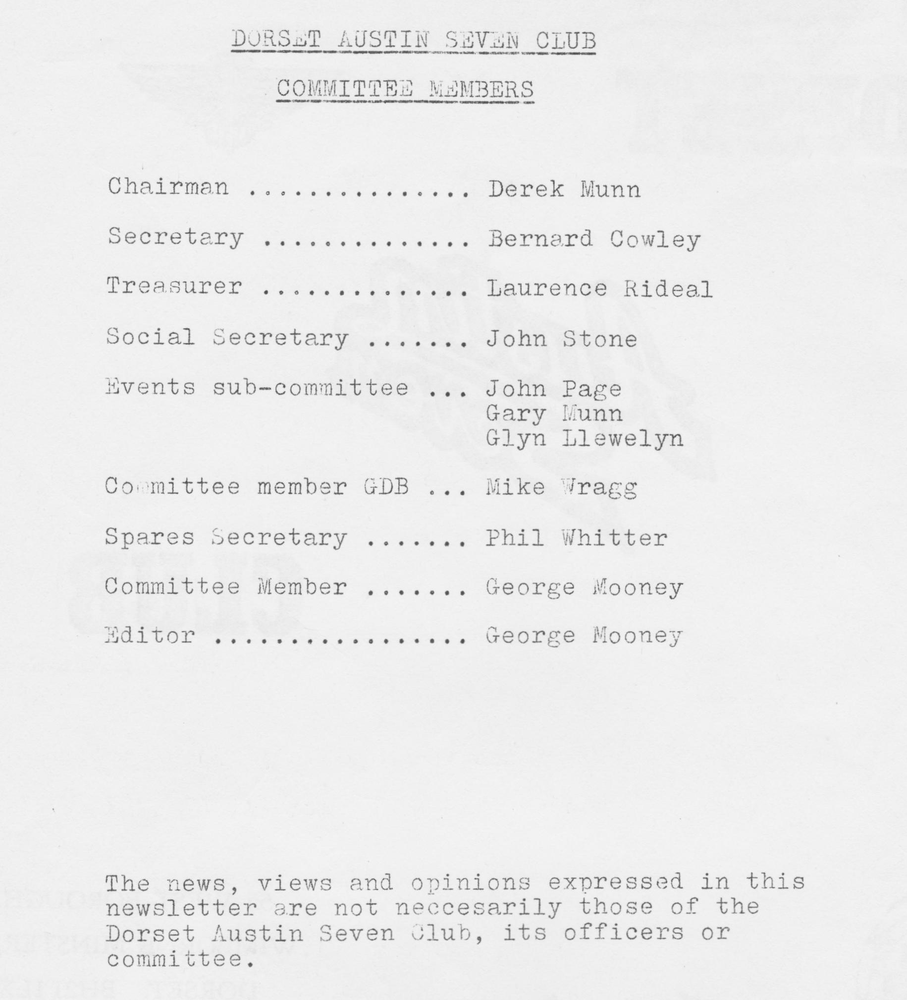 DORSET AUSTIN SEVEN CLUB
COMMITTEE MEMBERS
Chairman ............... Derek Munn
Secretary .............. Bernard Cowley
Treasurer .............. Laurence Rideal
Social Secretary ....... John Stone
Events sub-committee ... John Page
Gary Munn
Glyn Llewelyn
Committee member GDB ... Mike Wragg
Spares Secretary ....... Phil Whitter
Committee Member ....... George Mooney
Editor ................. George Mooney
The news, views and opinions expressed in this
newsletter are not neccesarily those of the
Dorset Austin Seven Club, its officers or
committee.